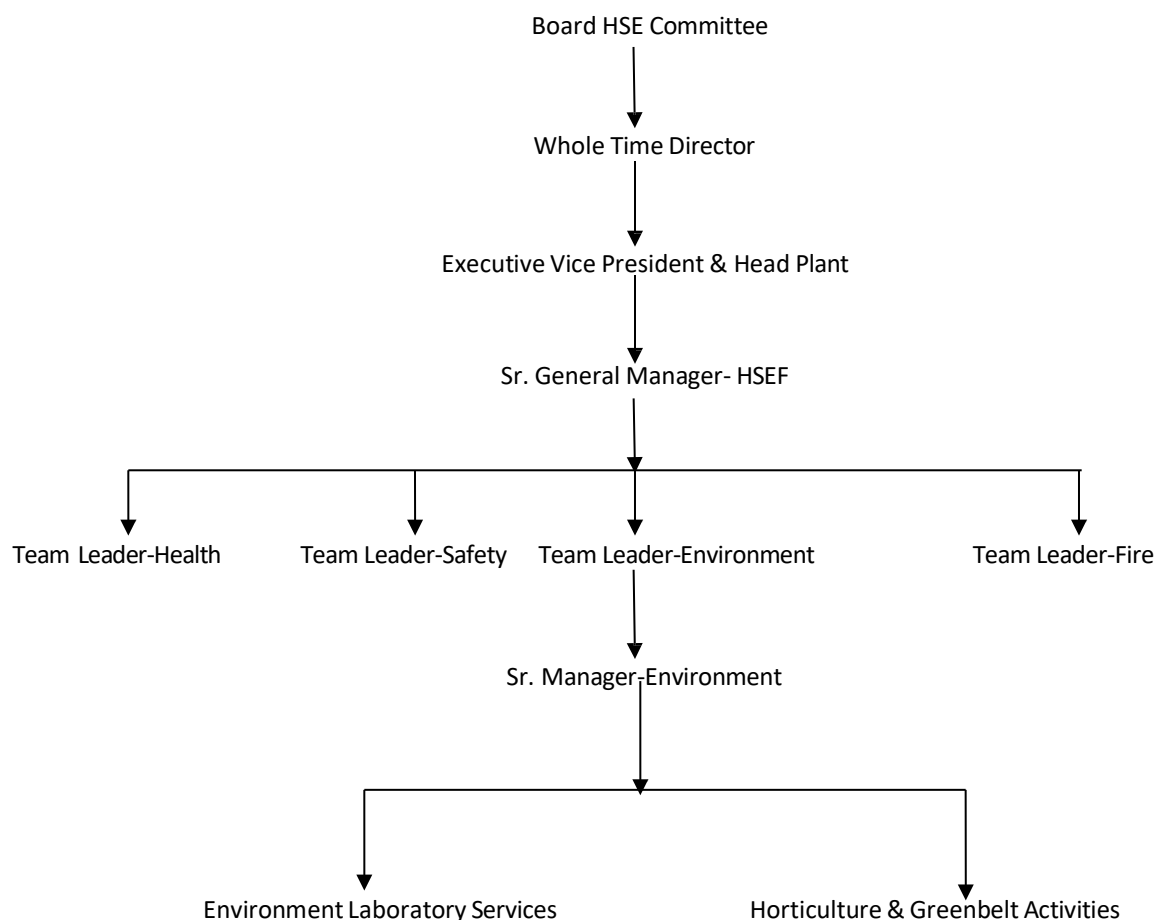 Board HSE Committee
Whole Time Director
Executive Vice President & Head Plant
Sr. General Manager- HSEF
Team Leader-Health
Team Leader-Safety
Team Leader-Environment
Team Leader-Fire
Sr. Manager-Environment
Environment Laboratory Services
Horticulture & Greenbelt Activities